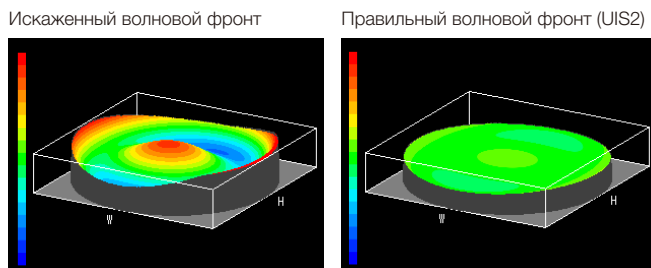 Искаженный волновой фронт
Правильный волновой фронт (UIS2)
W
H
W
H